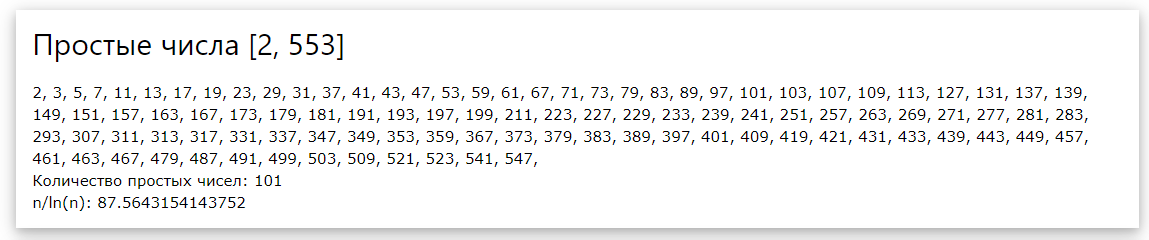 Простые числа [2, 553]
2, 3, 5, 7, 11, 13, 17, 19, 23, 29, 31, 37, 41, 43, 47, 53, 59, 61, 67, 71, 73, 79, 83, 89, 97, 101, 103, 107, 109, 113, 127, 131, 137, 139,
149, 151, 157, 163, 167, 173, 179, 181, 191, 193, 197, 199, 211, 223, 227, 229, 233, 239, 241, 251, 257, 263, 269, 271, 277, 281, 283,
293, 307, 311, 313, 317, 331, 337, 347, 349, 353, 359, 367, 373, 379, 383, 389, 397, 401, 409, 419, 421, 431, 433, 439, 443, 449, 457,
461, 463, 467, 479, 487, 491, 499, 503, 509, 521, 523, 541, 547,
Количество простых чисел: 101
n/ln(n): 87.5643154143752